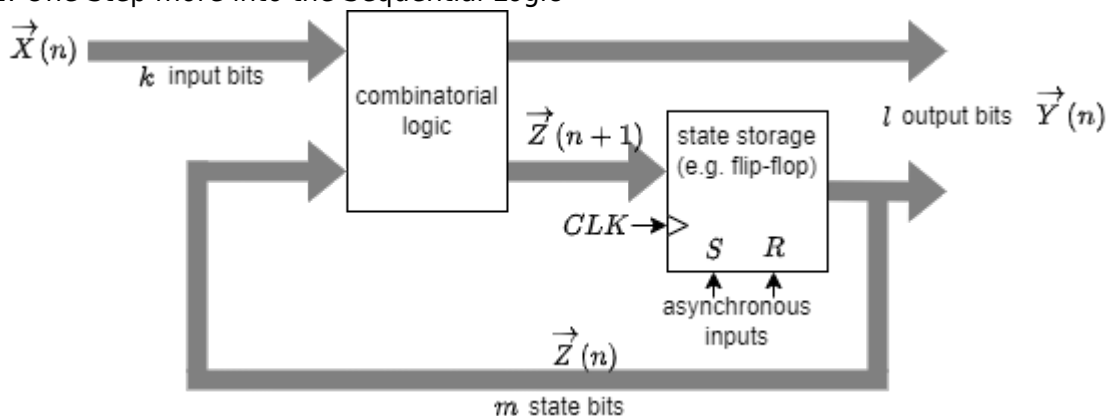 One Step More into the Sequential Logic
X(n)
k input bits
combinatorial
logic
Z(n + 1)
state storage
(e.g. flip-flop)
CLK
S R
asynchronous
inputs
l output bits Y(n)
Z(n)
m state bits